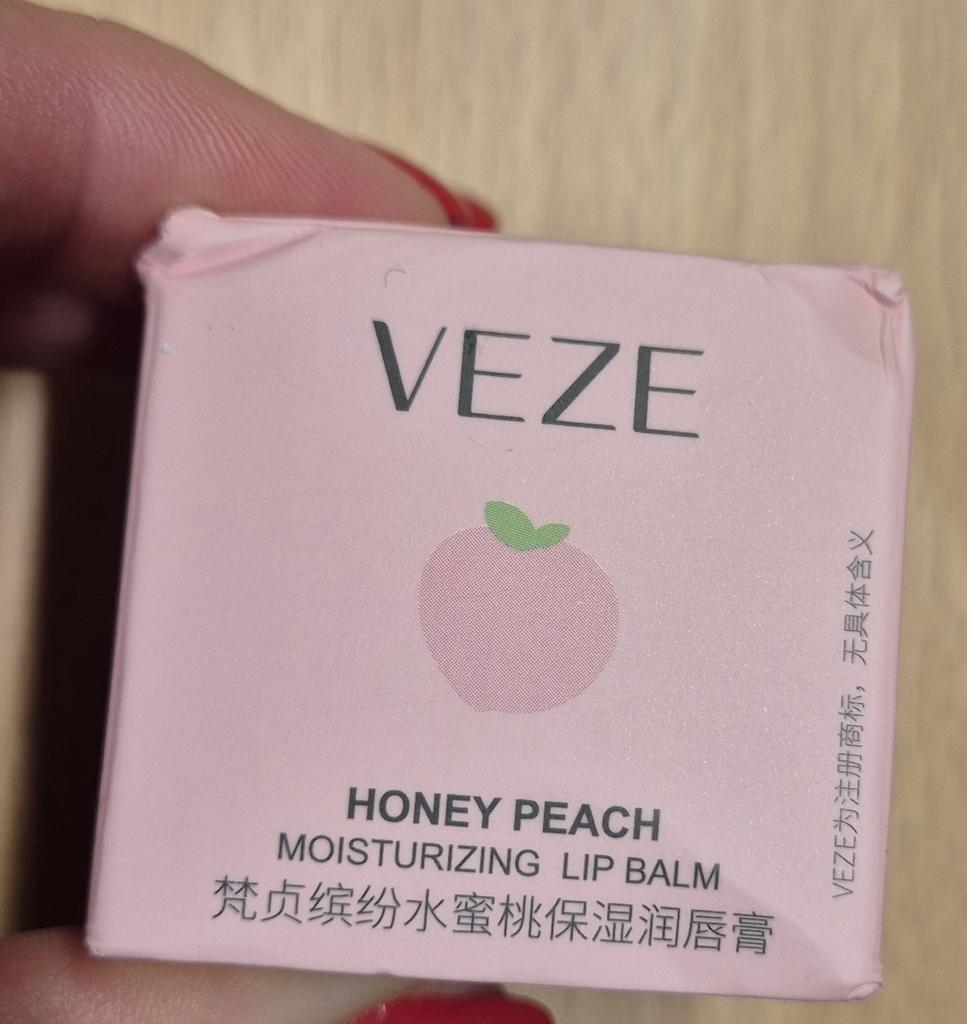 VEZE
HONEY PEACH
MOISTURIZING LIP BALM
梵贞缤纷水蜜桃保湿润唇膏
VEZE为注册商标，无具体含义